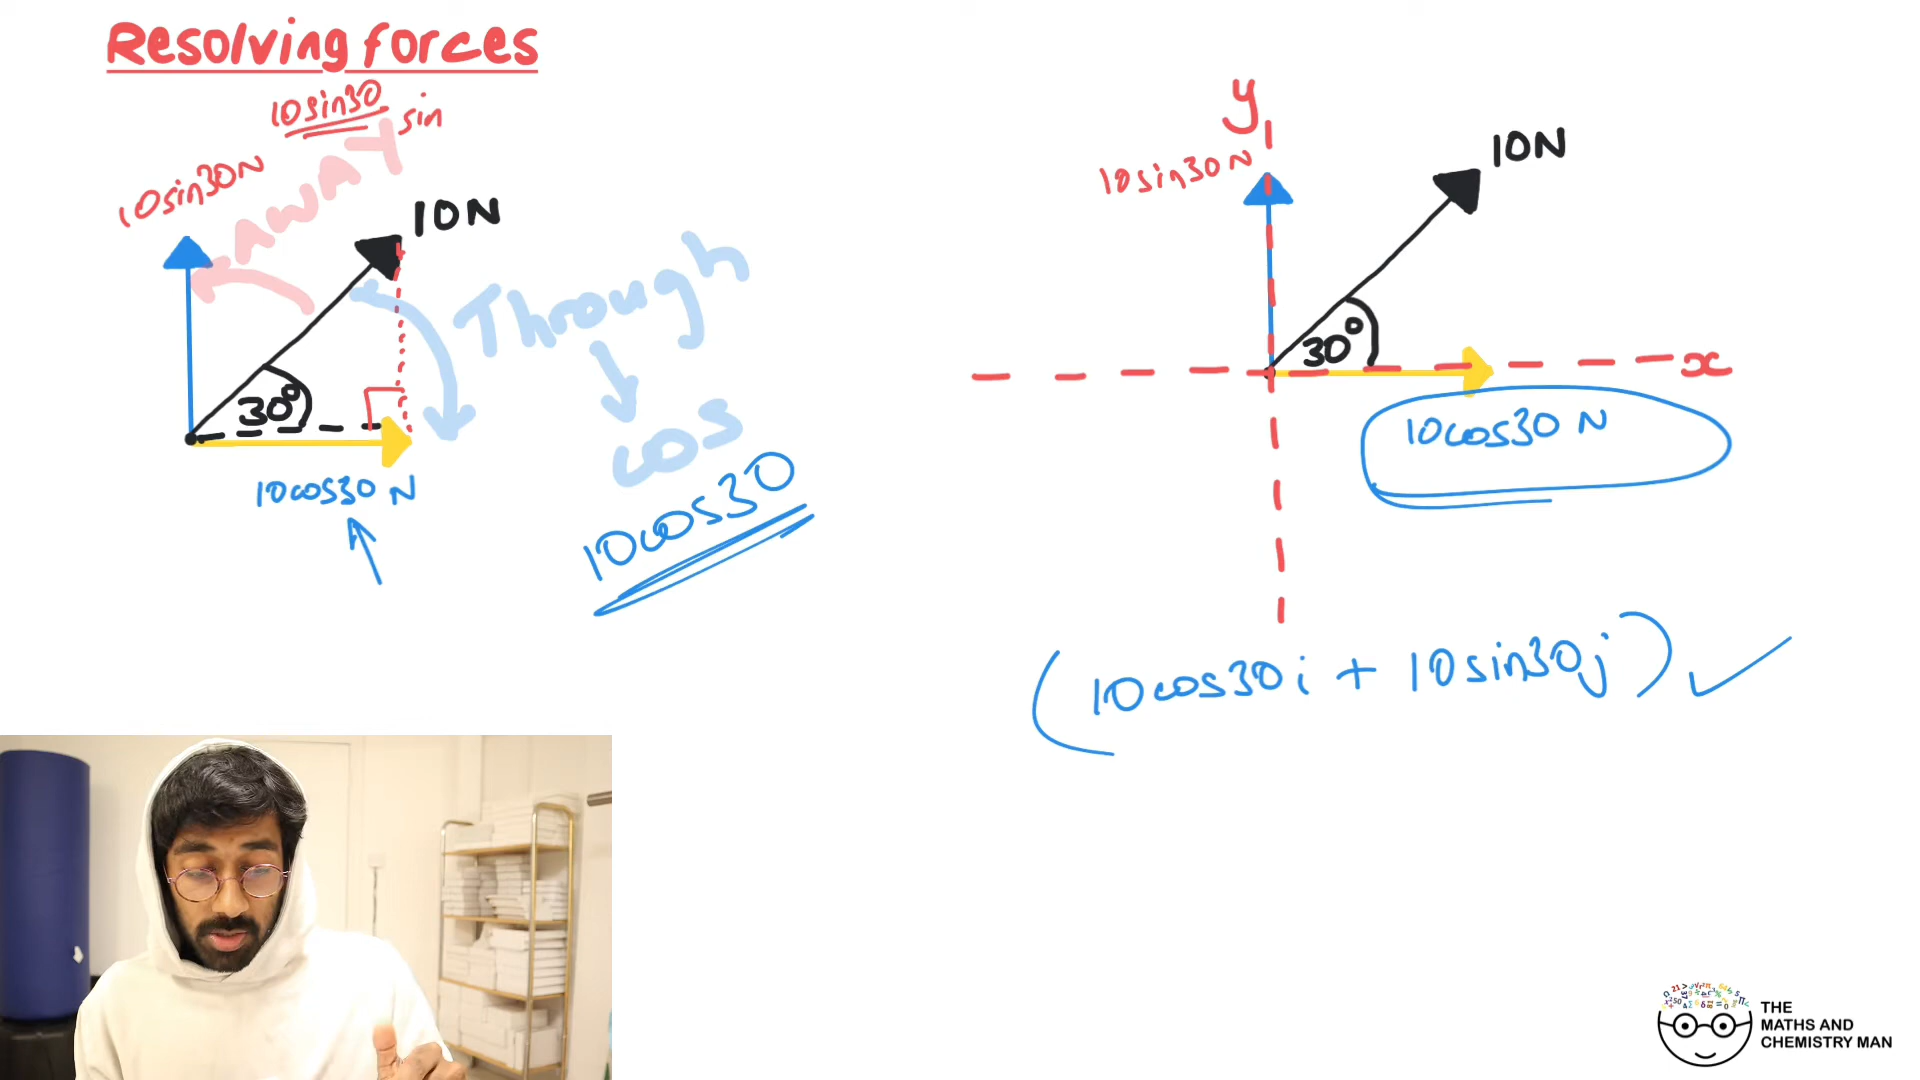 Resolving forces
10sin30
sin
AWAY
10sin30N
10N
Through
30°
cos
10cos30 N
10cos30
y
10N
10sin30N
30°
x
10cos30 N
(10cos30i + 10sin30j)
THE
MATHS AND
CHEMISTRY MAN